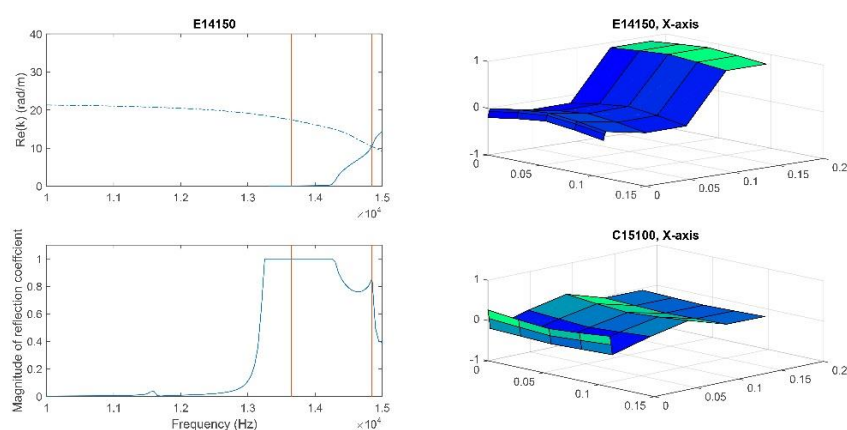 E14150
Re(k) (rad/m)
40
30
20
10
0
1 1.1 1.2 1.3 1.4 1.5
×10⁴
E14150, X-axis
1
0
-1
0 0.05 0.1 0.15 0.2
0 0.05 0.1 0.15
Magnitude of reflection coefficient
1
0.8
0.6
0.4
0.2
0
1 1.1 1.2 1.3 1.4 1.5
Frequency (Hz)
×10⁴
C15100, X-axis
1
0
-1
0 0.05 0.1 0.15 0.2
0 0.05 0.1 0.15